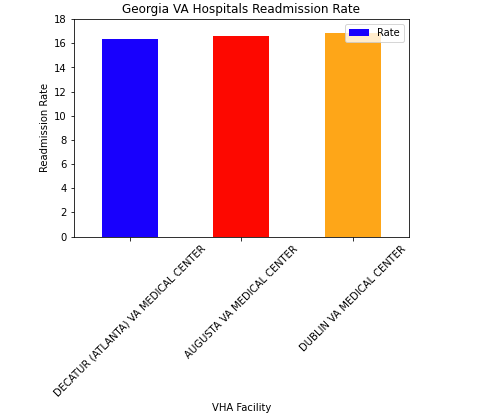 Georgia VA Hospitals Readmission Rate
Rate
18
16
14
12
10
8
6
4
2
0
Readmission Rate
DECATUR (ATLANTA) VA MEDICAL CENTER
AUGUSTA VA MEDICAL CENTER
DUBLIN VA MEDICAL CENTER
VHA Facility